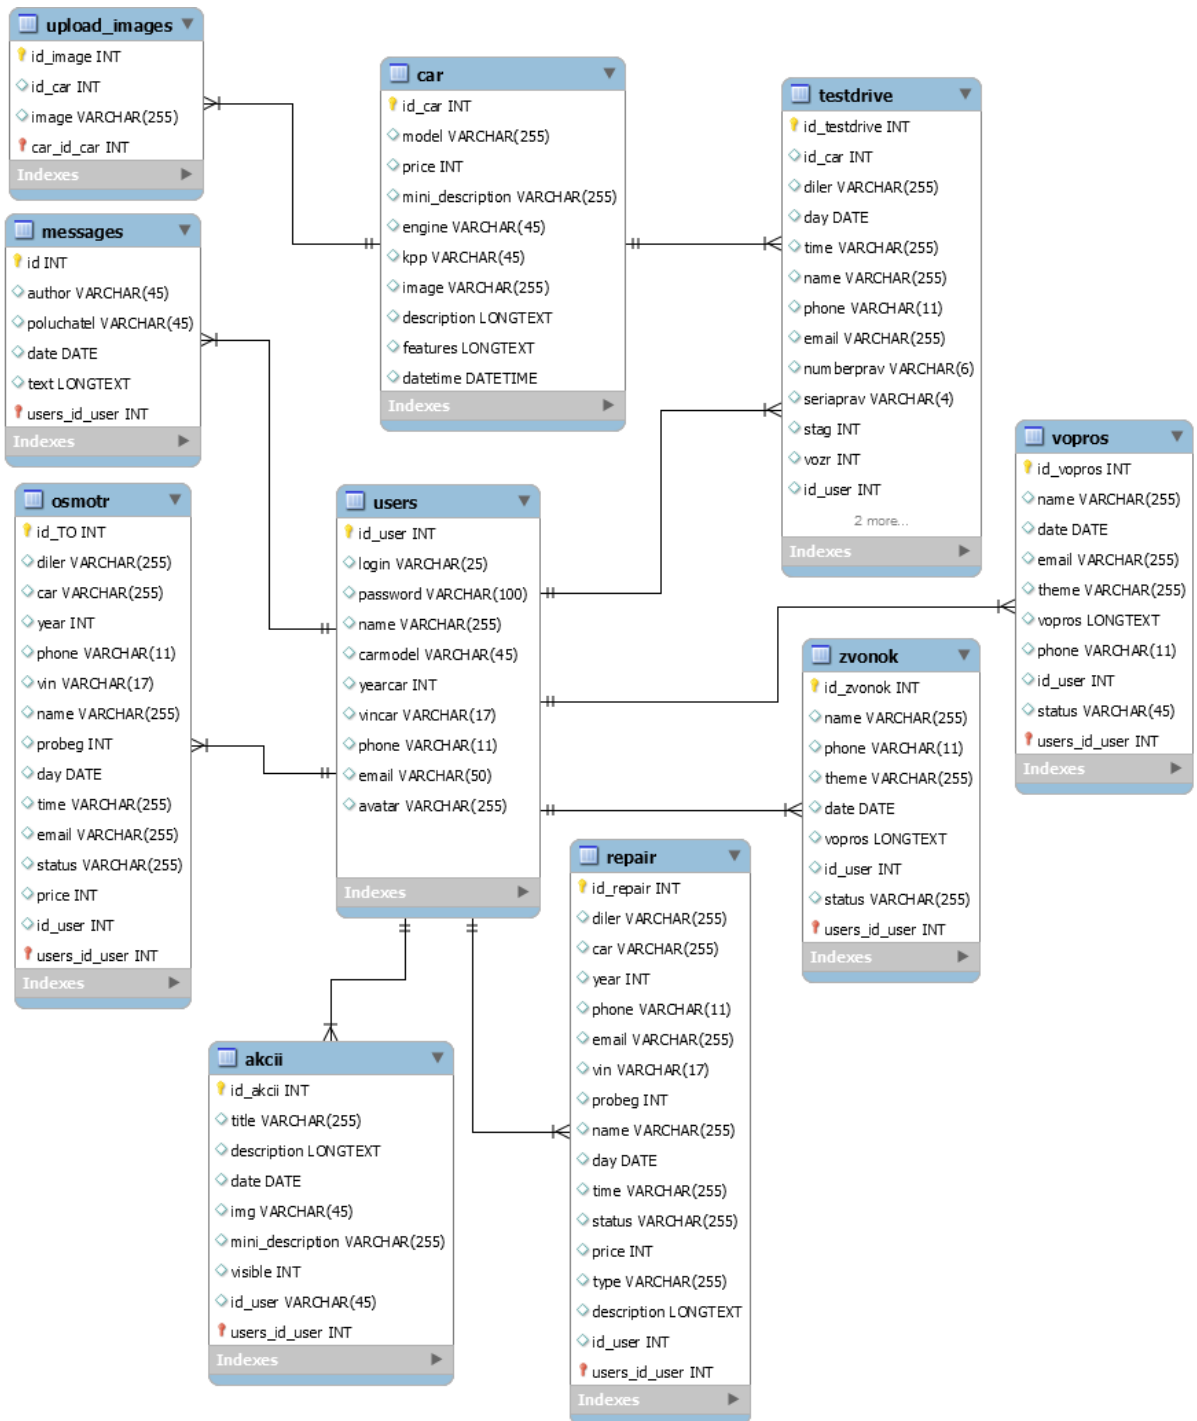 upload_images
id_image INT
id_car INT
image VARCHAR(255)
car_id_car INT
Indexes
messages
id INT
author VARCHAR(45)
poluchatel VARCHAR(45)
date DATE
text LONGTEXT
users_id_user INT
Indexes
osmotr
id_TO INT
diler VARCHAR(255)
car VARCHAR(255)
year INT
phone VARCHAR(11)
vin VARCHAR(17)
name VARCHAR(255)
probeg INT
day DATE
time VARCHAR(255)
email VARCHAR(255)
status VARCHAR(255)
price INT
id_user INT
users_id_user INT
Indexes
car
id_car INT
model VARCHAR(255)
price INT
mini_description VARCHAR(255)
engine VARCHAR(45)
kpp VARCHAR(45)
image VARCHAR(255)
description LONGTEXT
features LONGTEXT
datetime DATETIME
Indexes
users
id_user INT
login VARCHAR(25)
password VARCHAR(100)
name VARCHAR(255)
carmodel VARCHAR(45)
yearcar INT
vincar VARCHAR(17)
phone VARCHAR(11)
email VARCHAR(50)
avatar VARCHAR(255)
Indexes
akcii
id_akcii INT
title VARCHAR(255)
description LONGTEXT
date DATE
img VARCHAR(45)
mini_description VARCHAR(255)
visible INT
id_user VARCHAR(45)
users_id_user INT
Indexes
testdrive
id_testdrive INT
id_car INT
diler VARCHAR(255)
day DATE
time VARCHAR(255)
name VARCHAR(255)
phone VARCHAR(11)
email VARCHAR(255)
numberprav VARCHAR(6)
seriaprav VARCHAR(4)
stag INT
vozr INT
id_user INT
2 more...
Indexes
vopros
id_vopros INT
name VARCHAR(255)
date DATE
email VARCHAR(255)
theme VARCHAR(255)
vopros LONGTEXT
phone VARCHAR(11)
id_user INT
status VARCHAR(45)
users_id_user INT
Indexes
zvonok
id_zvonok INT
name VARCHAR(255)
phone VARCHAR(11)
theme VARCHAR(255)
date DATE
vopros LONGTEXT
id_user INT
status VARCHAR(255)
users_id_user INT
Indexes
repair
id_repair INT
diler VARCHAR(255)
car VARCHAR(255)
year INT
phone VARCHAR(11)
email VARCHAR(255)
vin VARCHAR(17)
probeg INT
name VARCHAR(255)
day DATE
time VARCHAR(255)
status VARCHAR(255)
price INT
type VARCHAR(255)
description LONGTEXT
id_user INT
users_id_user INT
Indexes